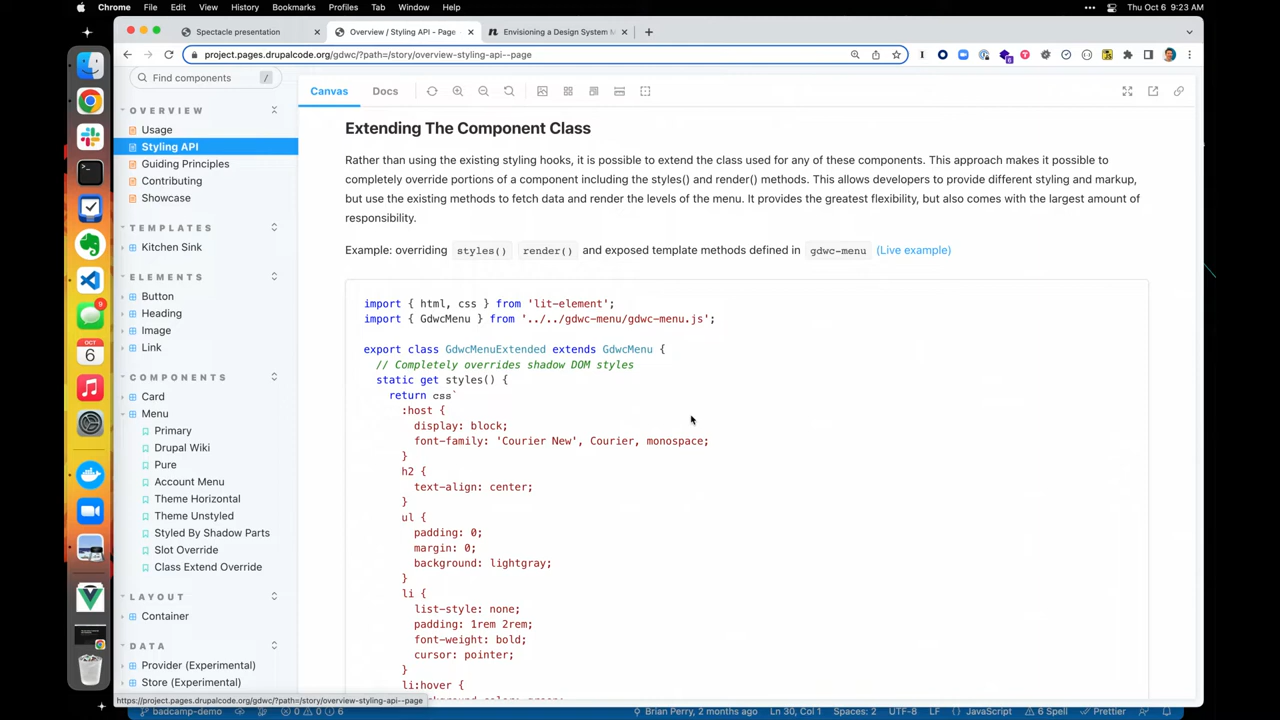 Chrome File Edit View History Bookmarks Profiles Tab Window Help
Thu Oct 6 9:23 AM
Spectacle presentation
Overview / Styling API - Page
Envisioning a Design System M
project.pages.drupalcode.org/gdwc/?path=/story/overview-styling-api--page
Find components /
OVERVIEW
Usage
Styling API
Guiding Principles
Contributing
Showcase
TEMPLATES
Kitchen Sink
ELEMENTS
Button
Heading
Image
Link
COMPONENTS
Card
Menu
Primary
Drupal Wiki
Pure
Account Menu
Theme Horizontal
Theme Unstyled
Styled By Shadow Parts
Slot Override
Class Extend Override
LAYOUT
Container
DATA
Provider (Experimental)
Store (Experimental)
9
OCT
6
Canvas Docs
Extending The Component Class
Rather than using the existing styling hooks, it is possible to extend the class used for any of these components. This approach makes it possible to
completely override portions of a component including the styles() and render() methods. This allows developers to provide different styling and markup,
but use the existing methods to fetch data and render the levels of the menu. It provides the greatest flexibility, but also comes with the largest amount of
responsibility.
Example: overriding styles() render() and exposed template methods defined in gdwc-menu (Live example)
import { html, css } from 'lit-element';
import { GdwcMenu } from '../../gdwc-menu/gdwc-menu.js';
export class GdwcMenuExtended extends GdwcMenu {
// Completely overrides shadow DOM styles
static get styles() {
return css`
:host {
display: block;
font-family: 'Courier New', Courier, monospace;
}
h2 {
text-align: center;
}
ul {
padding: 0;
margin: 0;
background: lightgray;
}
li {
list-style: none;
padding: 1rem 2rem;
font-weight: bold;
cursor: pointer;
}
li:hover {
https://project.pages.drupalcode.org/gdwc/?path=/story/overview-styling-api--page
badcamp-demo 0 0 6 Brian Perry, 2 months ago Ln 30, Col 1 Spaces: 2 UTF-8 LF JavaScript 6 Spell Prettier